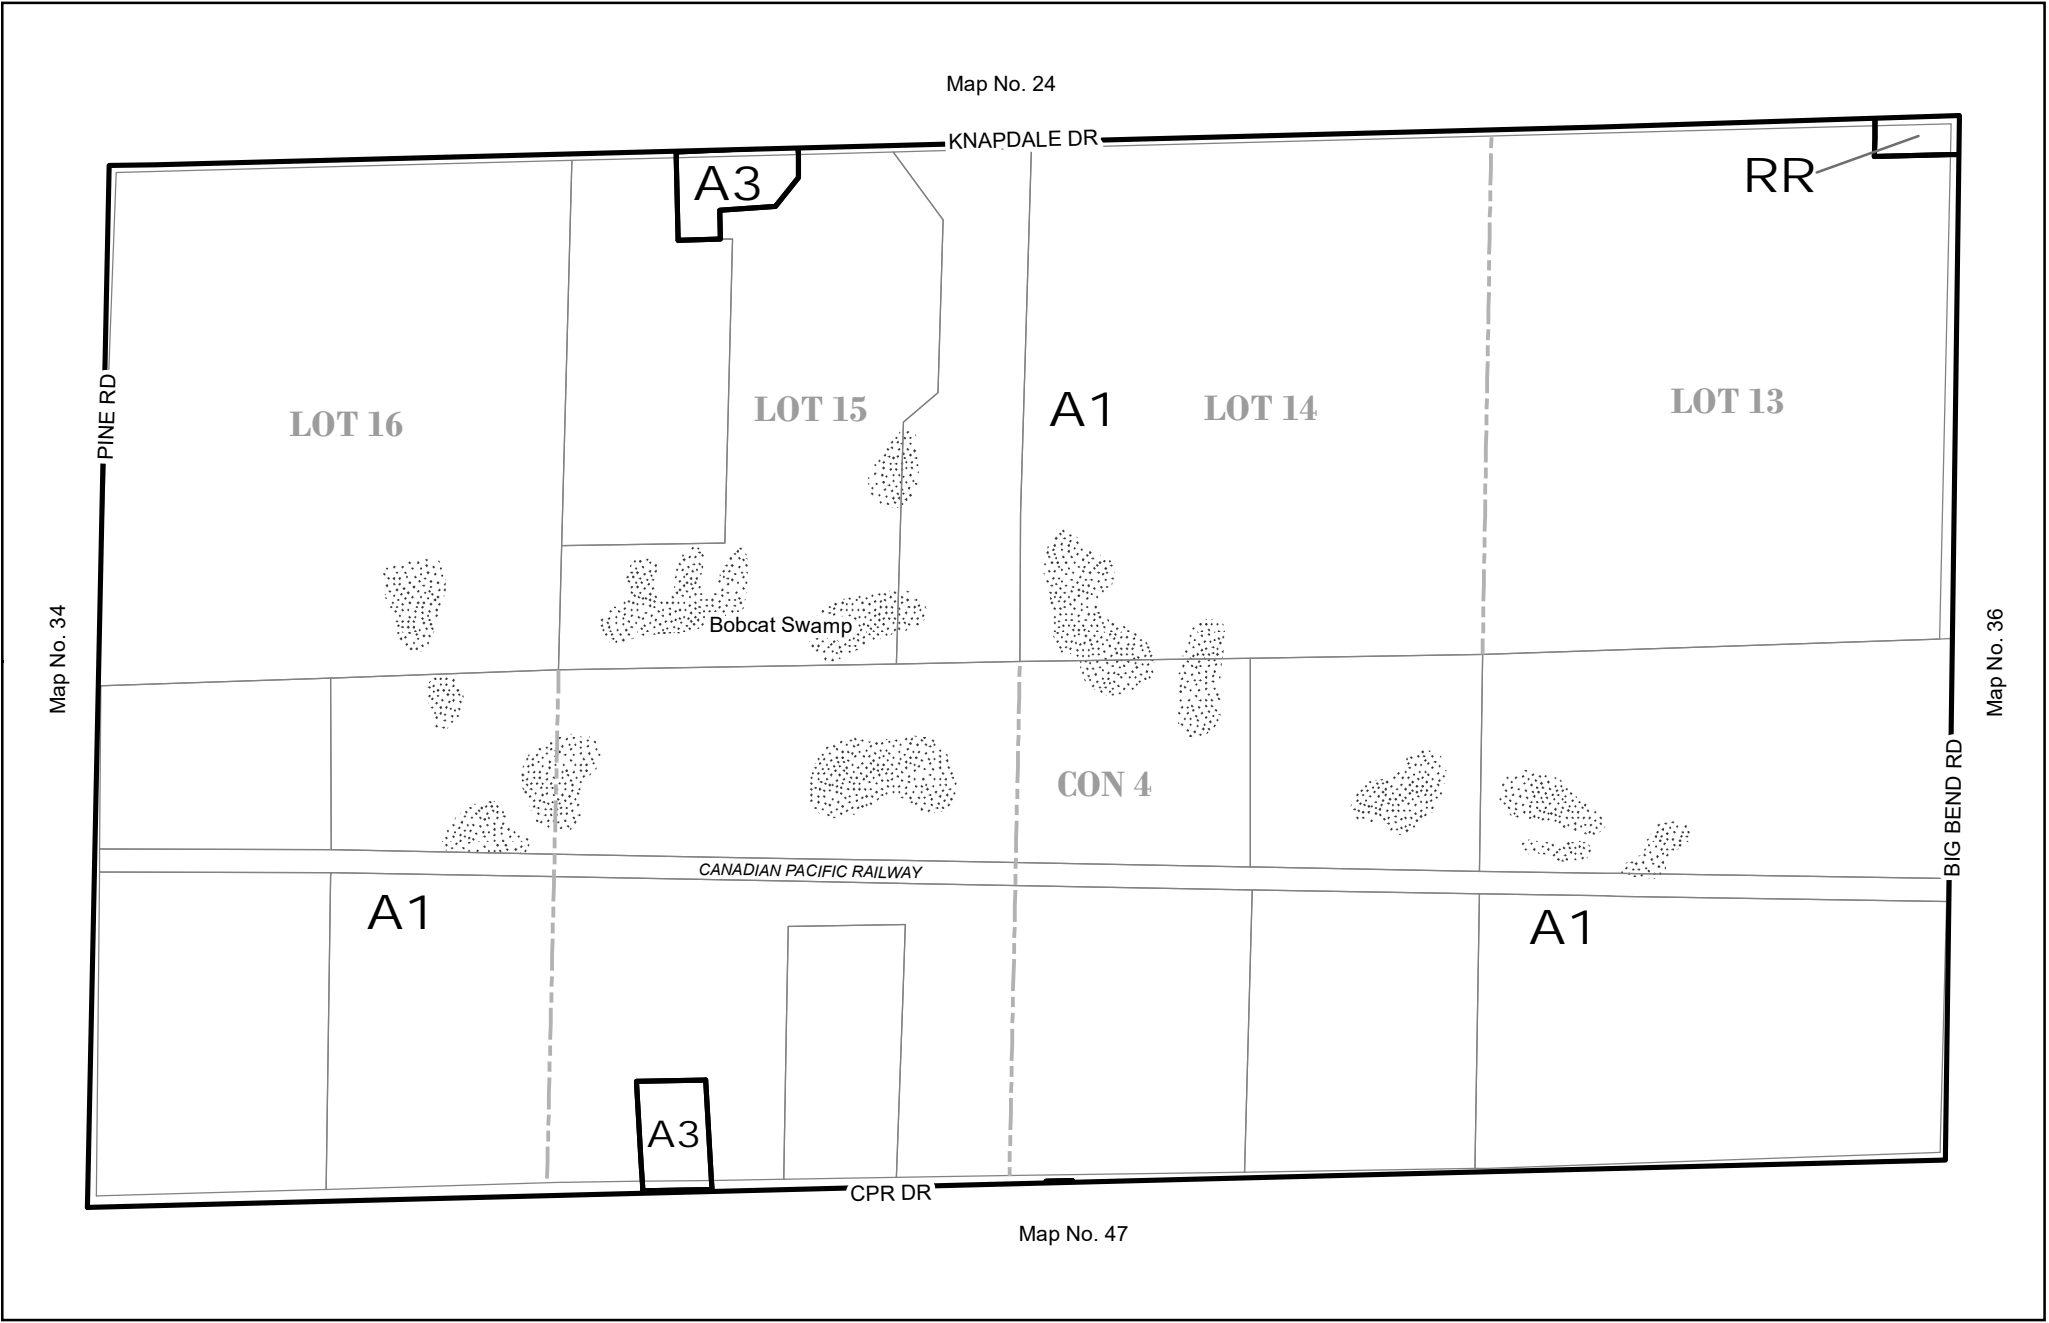 Map No. 24
KNAPDALE DR
A3
RR
PINE RD
LOT 16
LOT 15
A1
LOT 14
LOT 13
Map No. 34
Bobcat Swamp
Map No. 36
CON 4
BIG BEND RD
CANADIAN PACIFIC RAILWAY
A1
A1
A3
CPR DR
Map No. 47